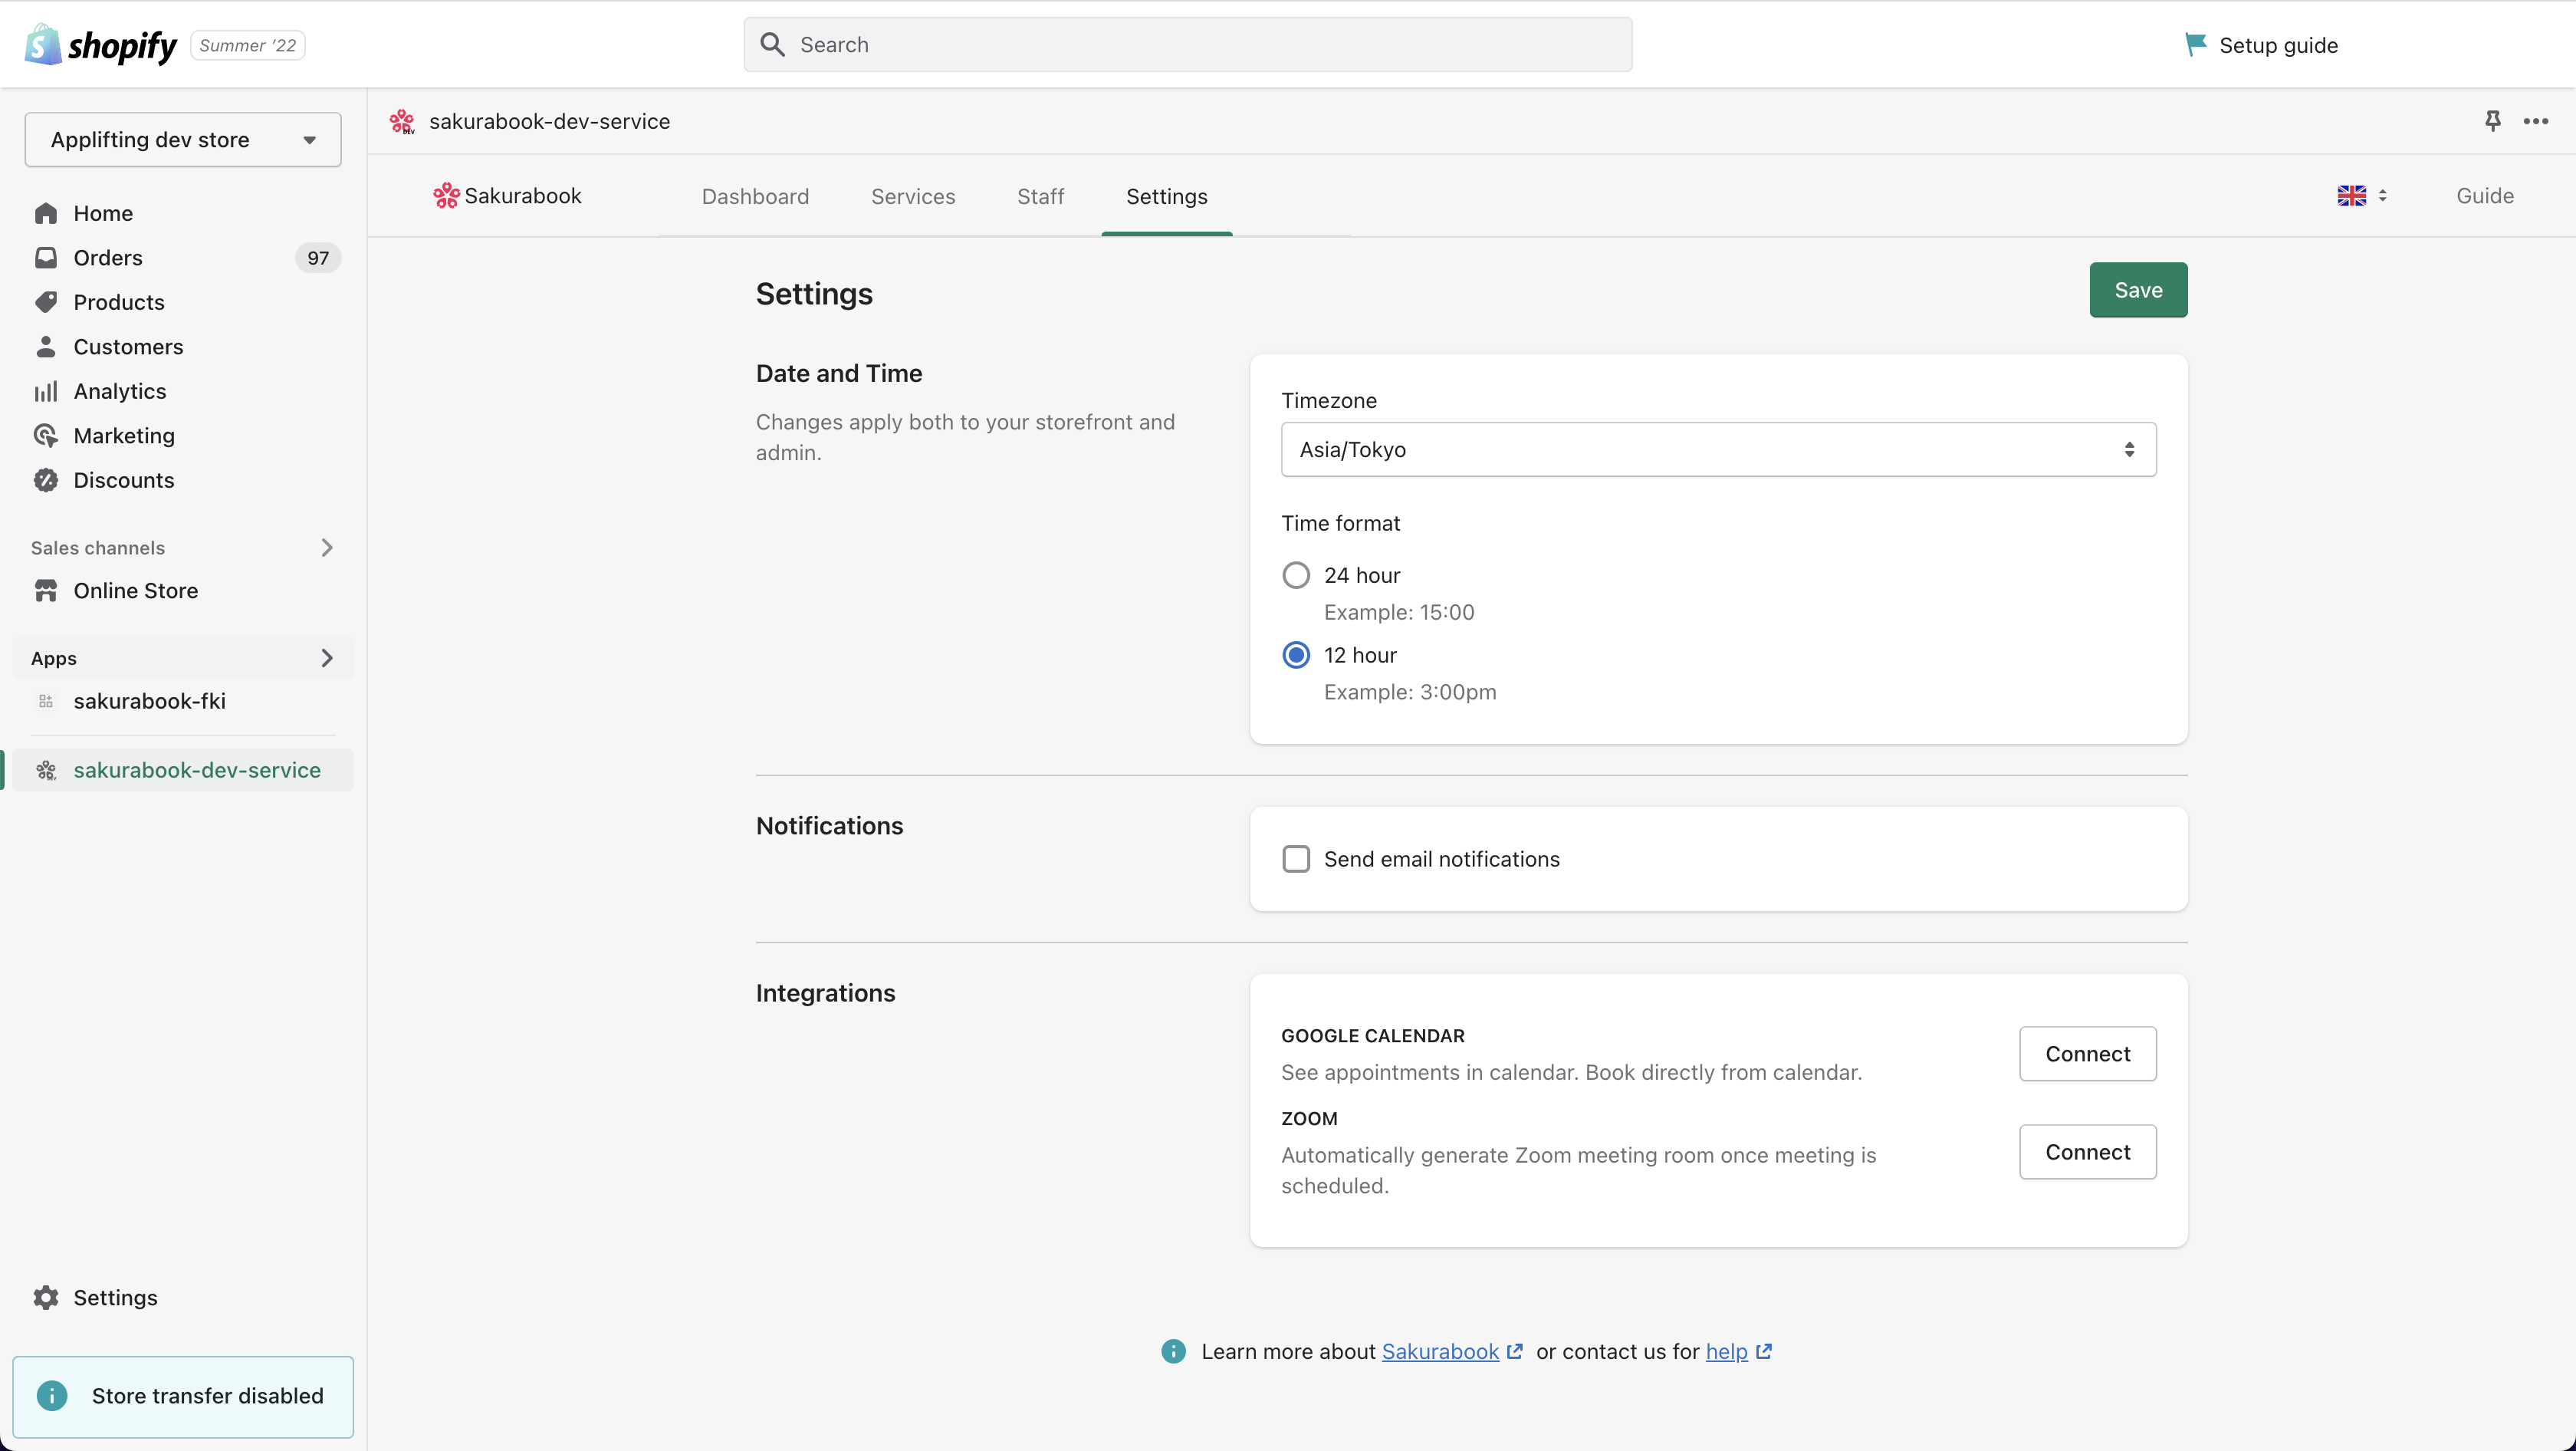 shopify Summer '22
Search
Setup guide
Applifting dev store
Home
Orders 97
Products
Customers
Analytics
Marketing
Discounts
Sales channels
Online Store
Apps
sakurabook-fki
sakurabook-dev-service
Settings
Store transfer disabled
DEV sakurabook-dev-service
Sakurabook Dashboard Services Staff Settings Guide
Settings Save
Date and Time
Changes apply both to your storefront and
admin.
Timezone
Asia/Tokyo
Time format
24 hour
Example: 15:00
12 hour
Example: 3:00pm
Notifications
Send email notifications
Integrations
GOOGLE CALENDAR
See appointments in calendar. Book directly from calendar.
Connect
ZOOM
Automatically generate Zoom meeting room once meeting is
scheduled.
Connect
Learn more about Sakurabook or contact us for help